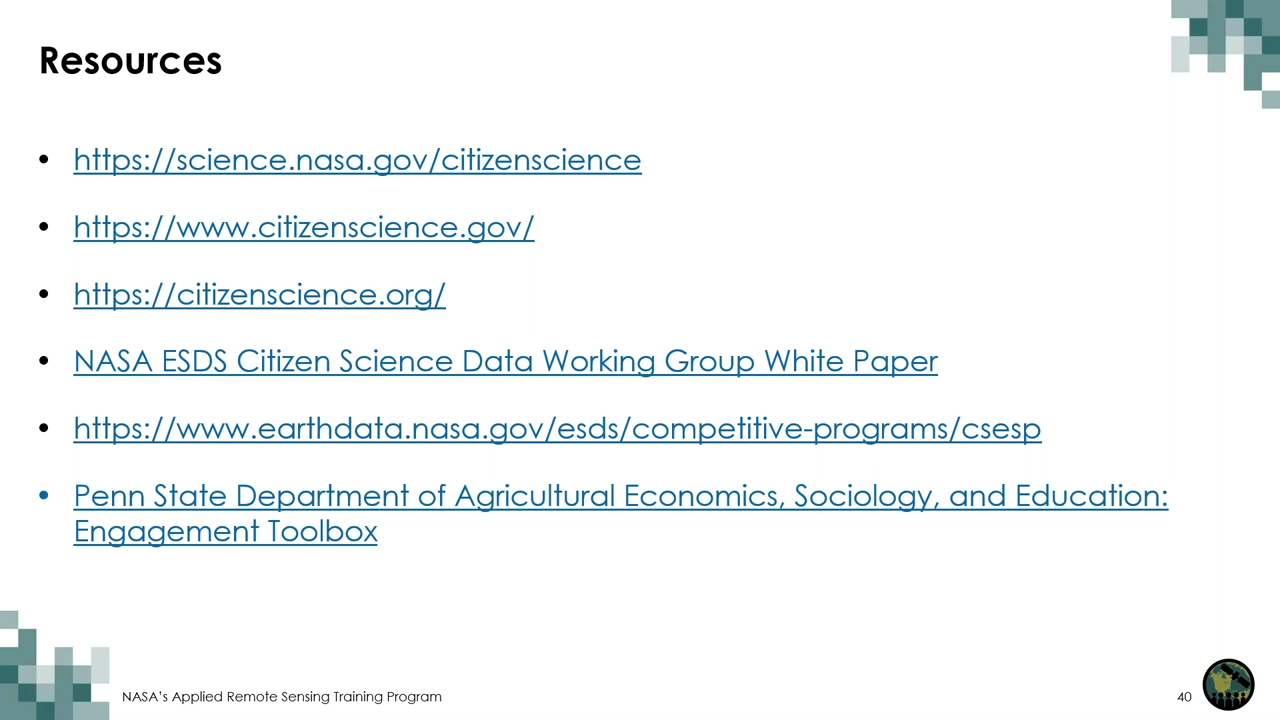 Resources
• https://science.nasa.gov/citizenscience
• https://www.citizenscience.gov/
• https://citizenscience.org/
• NASA ESDS Citizen Science Data Working Group White Paper
• https://www.earthdata.nasa.gov/esds/competitive-programs/csesp
• Penn State Department of Agricultural Economics, Sociology, and Education:
Engagement Toolbox
NASA's Applied Remote Sensing Training Program
40